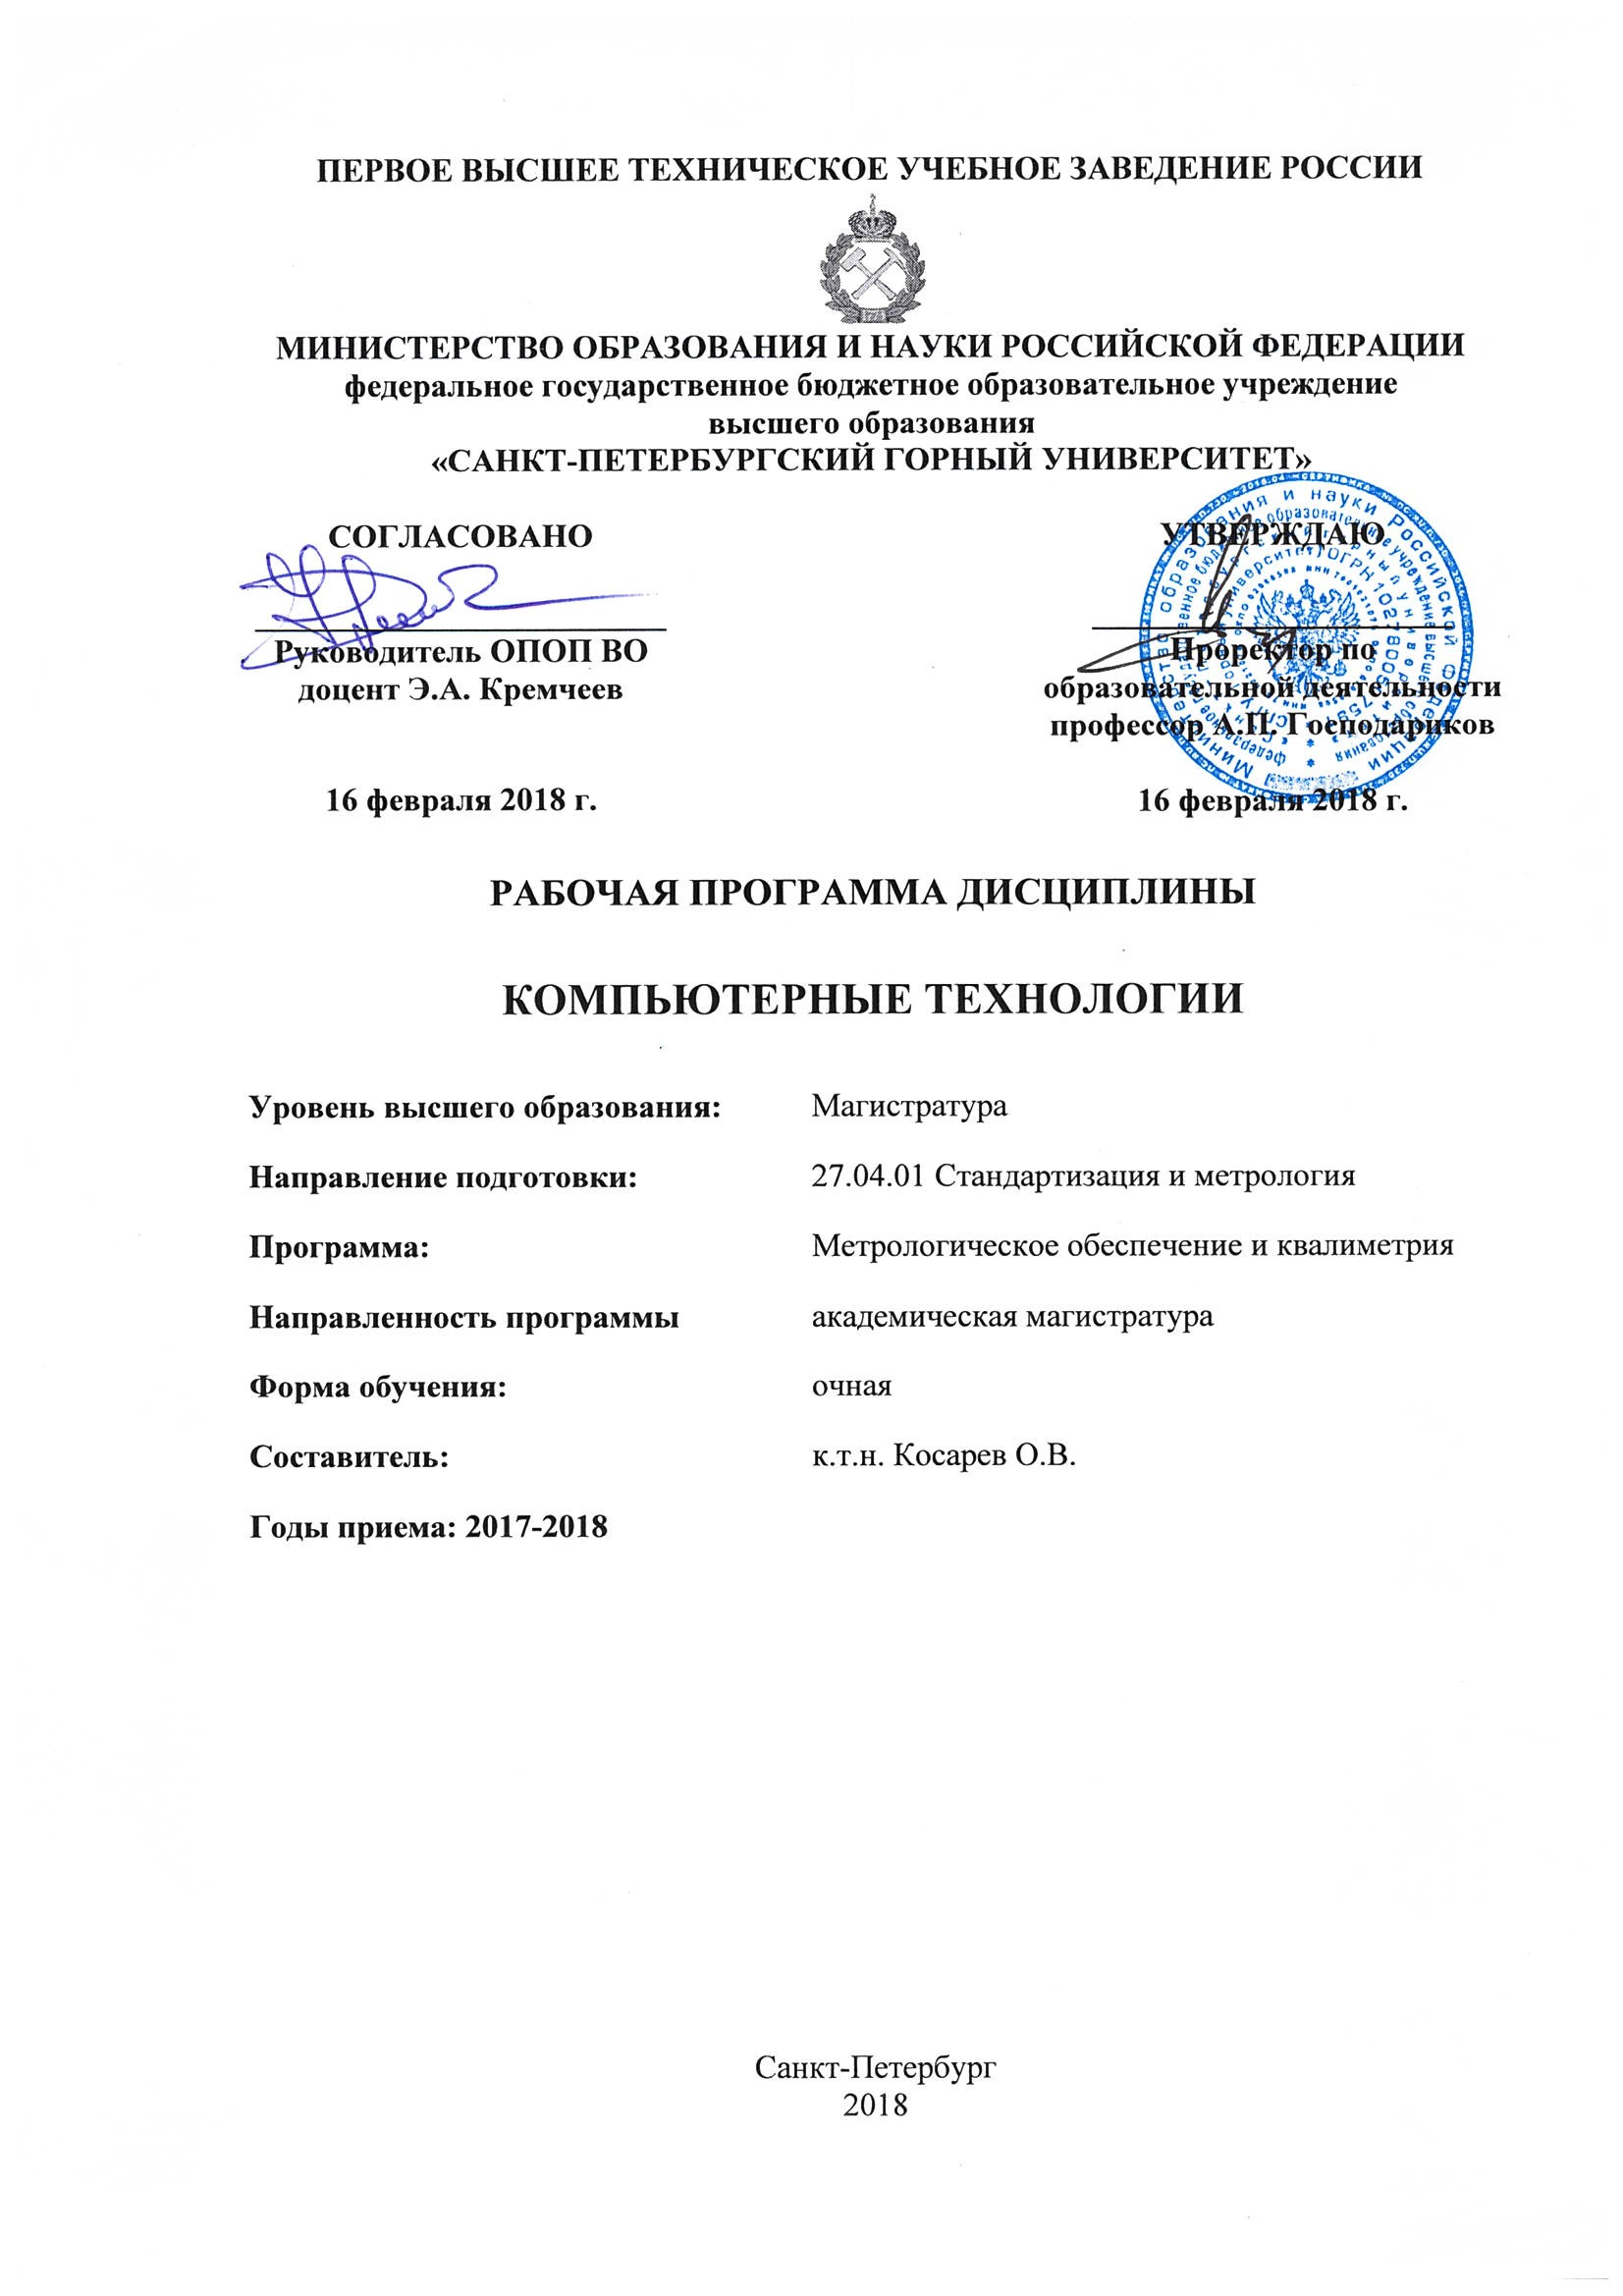 ПЕРВОЕ ВЫСШЕЕ ТЕХНИЧЕСКОЕ УЧЕБНОЕ ЗАВЕДЕНИЕ РОССИИ
МИНИСТЕРСТВО ОБРАЗОВАНИЯ И НАУКИ РОССИЙСКОЙ ФЕДЕРАЦИИ
федеральное государственное бюджетное образовательное учреждение
высшего образования
«САНКТ-ПЕТЕРБУРГСКИЙ ГОРНЫЙ УНИВЕРСИТЕТ»
СОГЛАСОВАНО
Руководитель ОПОП ВО
доцент Э.А. Кремчеев
16 февраля 2018 г.
УТВЕРЖДАЮ
Проректор по
образовательной деятельности
профессор А.П. Господариков
16 февраля 2018 г.
РАБОЧАЯ ПРОГРАММА ДИСЦИПЛИНЫ
КОМПЬЮТЕРНЫЕ ТЕХНОЛОГИИ
Уровень высшего образования: Магистратура
Направление подготовки: 27.04.01 Стандартизация и метрология
Программа: Метрологическое обеспечение и квалиметрия
Направленность программы академическая магистратура
Форма обучения: очная
Составитель: к.т.н. Косарев О.В.
Годы приема: 2017-2018
Санкт-Петербург
2018